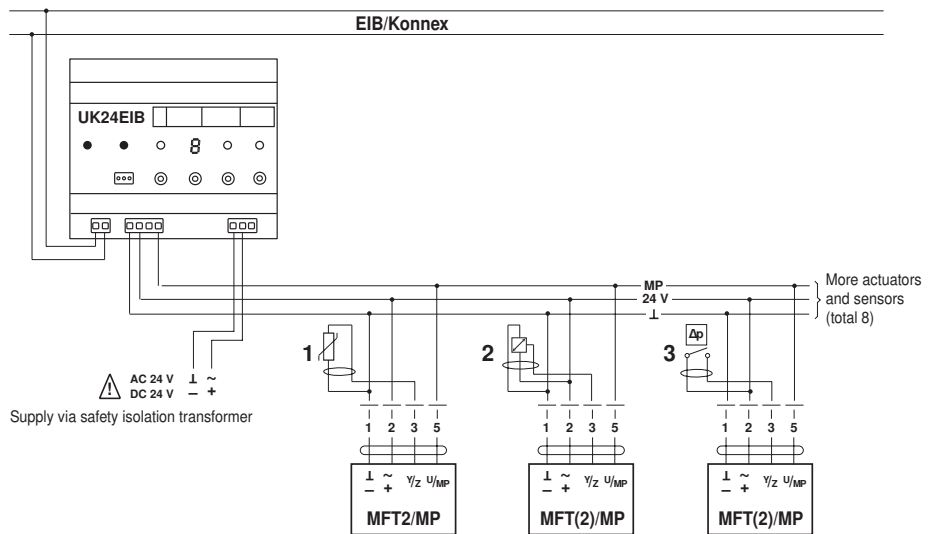 EIB/Konnex
UK24EIB
8
MP
24 V
⊥
More actuators
and sensors
(total 8)
1
2
3
Δp
AC 24 V ⊥ ~
DC 24 V – +
Supply via safety isolation transformer
1 2 3 5
1 2 3 5
1 2 3 5
⊥ ~ Y/Z U/MP
– +
MFT2/MP
⊥ ~ Y/Z U/MP
– +
MFT(2)/MP
⊥ ~ Y/Z U/MP
– +
MFT(2)/MP